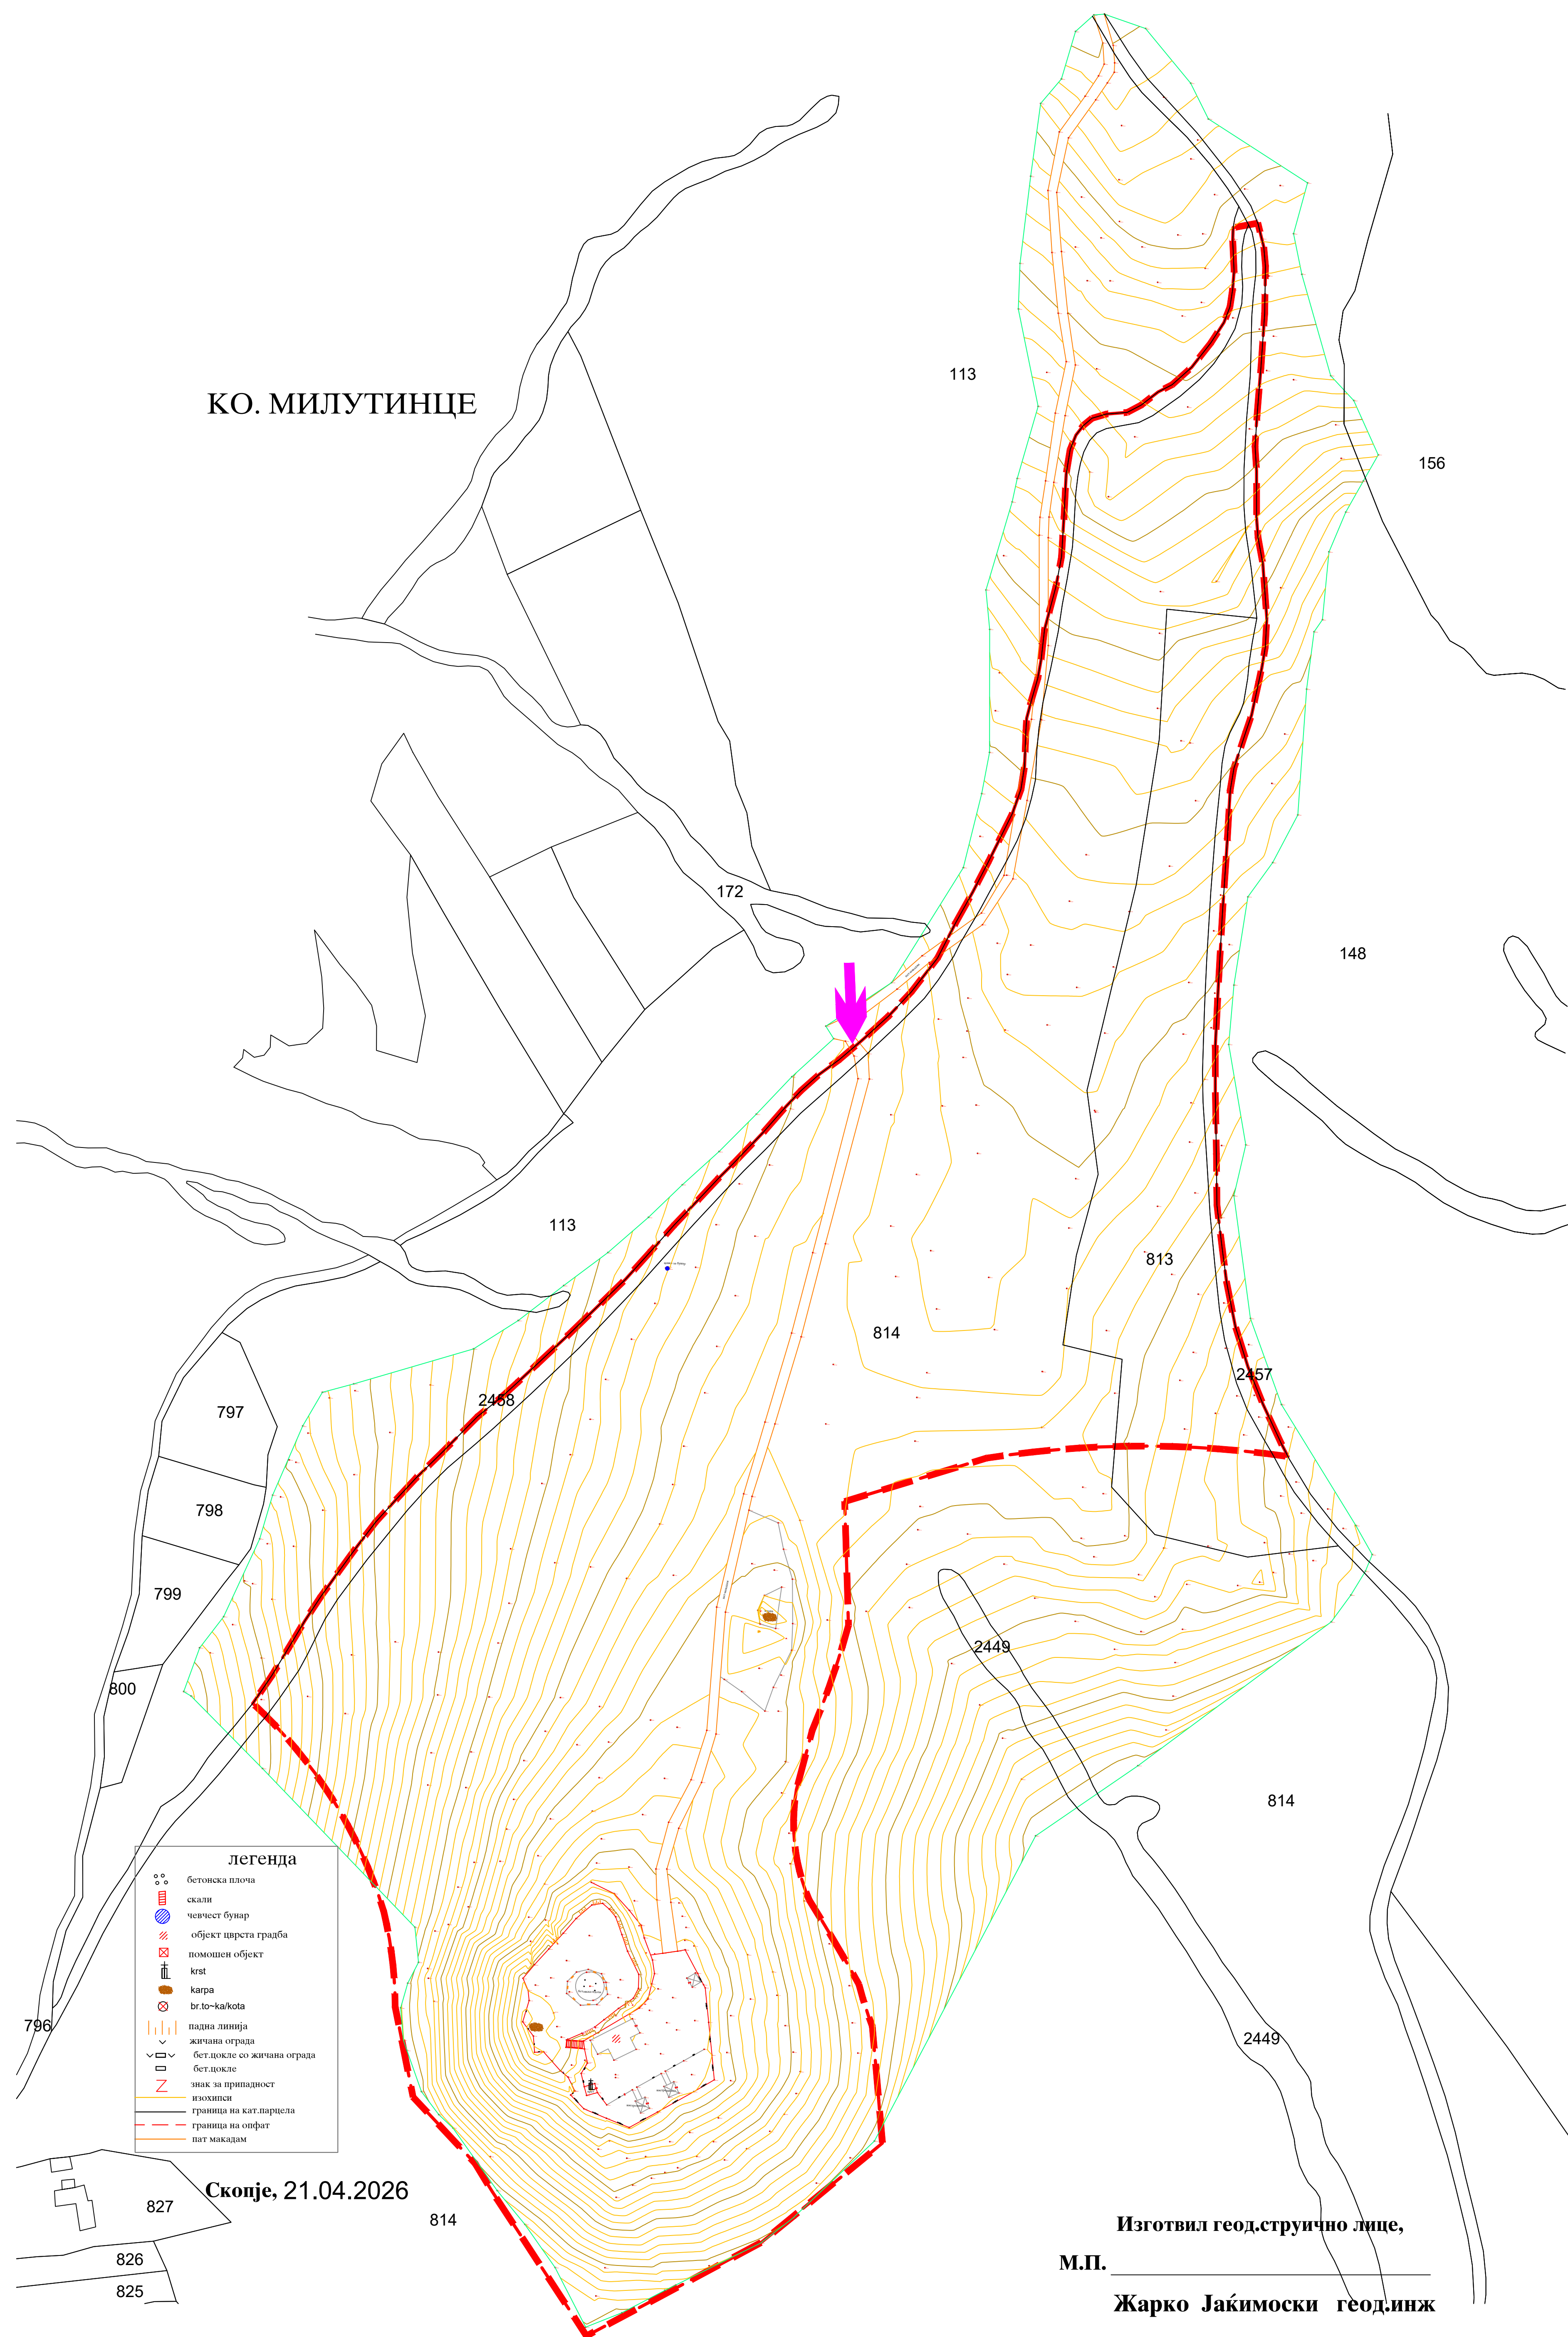 КО. МИЛУТИНЦЕ
113
156
172
148
113
813
814
2457
2458
797
798
799
2449
800
814
легенда
бетонска плоча
скали
чевчест бунар
објект цврста градба
помошен објект
krst
karpa
br.to~ka/kota
падна линија
жичана ограда
бет.цокле со жичана ограда
бет.цокле
знак за припадност
изохипси
граница на кат.парцела
граница на опфат
пат макадам
796
2449
Скопје, 21.04.2026
827
814
826
825
Изготвил геод.струично лице,
М.П.
Жарко Јаќимоски геод.инж